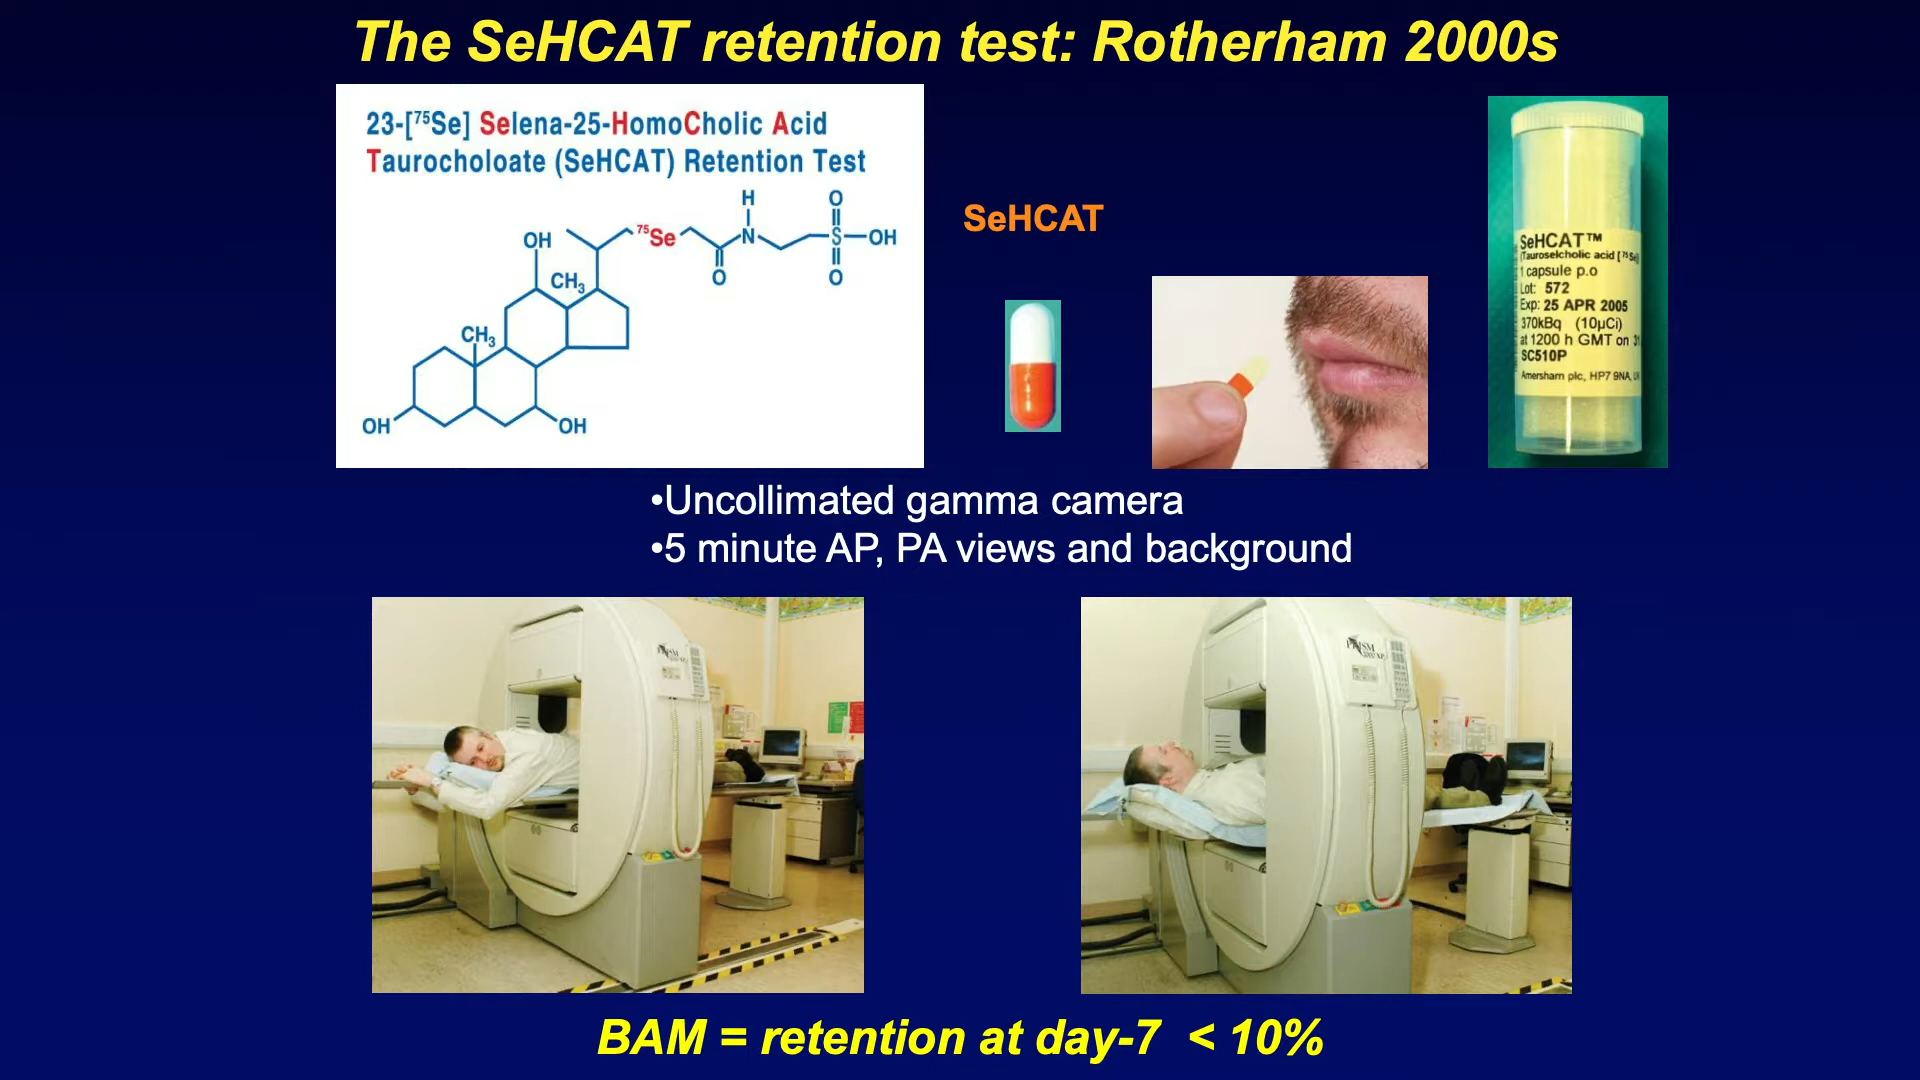 The SeHCAT retention test: Rotherham 2000s
23-[⁷⁵Se] Selena-25-HomoCholic Acid
Taurocholoate (SeHCAT) Retention Test
H
O
OH
⁷⁵Se
N
S
OH
CH₃
O
O
CH₃
OH
OH
SeHCAT
SeHCAT™
(Tauroselcholic acid [⁷⁵Se]
1 capsule p.o
Lot: 572
Exp: 25 APR 2005
370kBq (10µCi)
at 1200 h GMT on
SC510P
Amersham plc, HP7 9NA,
•Uncollimated gamma camera
•5 minute AP, PA views and background
PRISM
PRISM
BAM = retention at day-7 < 10%